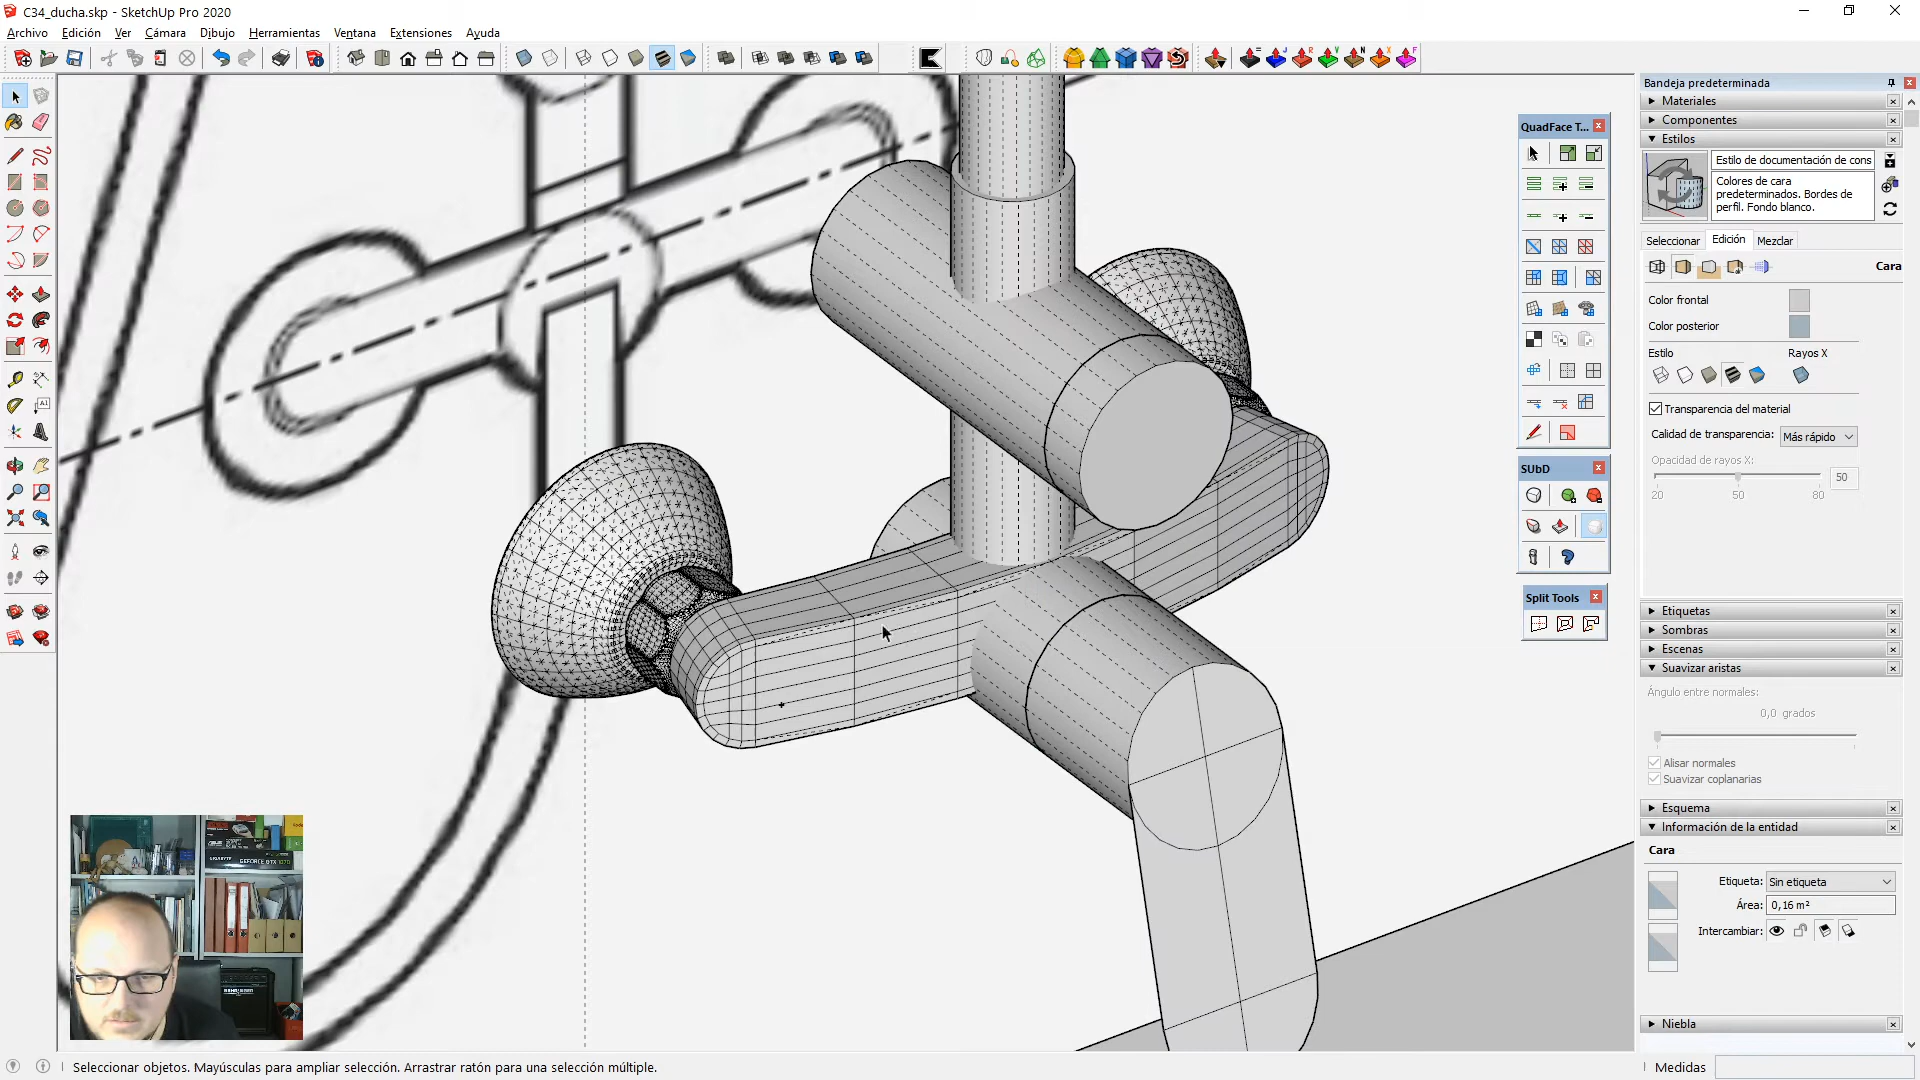 C34_ducha.skp - SketchUp Pro 2020
Archivo Edición Ver Cámara Dibujo Herramientas Ventana Extensiones Ayuda
Bandeja predeterminada
Materiales
Componentes
Estilos
Estilo de documentación de cons
Colores de cara
predeterminados. Bordes de
perfil. Fondo blanco.
Seleccionar Edición Mezclar
Cara
Color frontal
Color posterior
Estilo Rayos X
Transparencia del material
Calidad de transparencia: Más rápido
Opacidad de rayos X:
50
20 50 80
Etiquetas
Sombras
Escenas
Suavizar aristas
Ángulo entre normales:
0,0 grados
Alisar normales
Suavizar coplanarias
Esquema
Información de la entidad
Cara
Etiqueta: Sin etiqueta
Área: 0,16 m²
Intercambiar:
Niebla
QuadFace T...
SUbD
Split Tools
Seleccionar objetos. Mayúsculas para ampliar selección. Arrastrar ratón para una selección múltiple.
Medidas